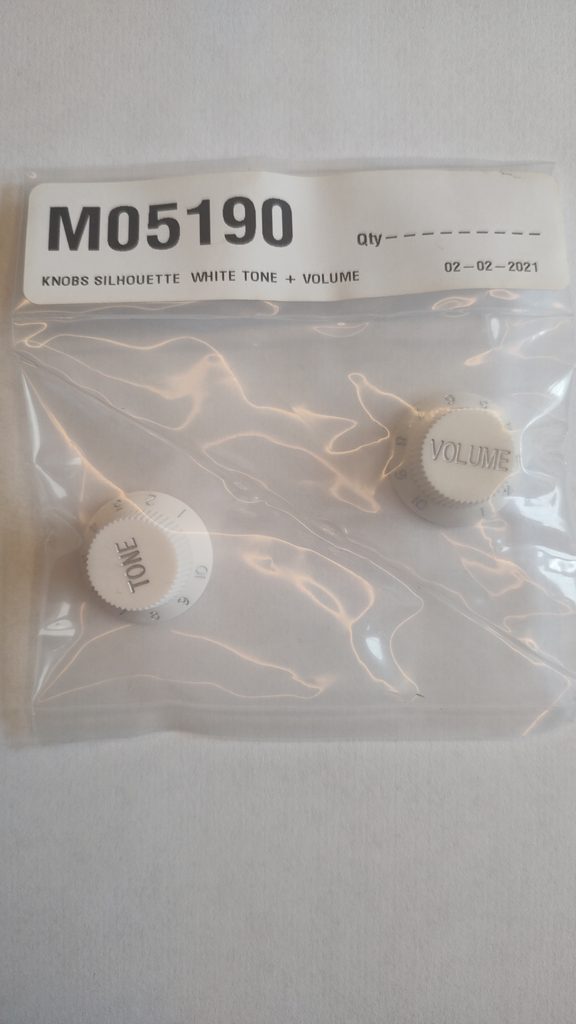 M05190
Qty---------
KNOBS SILHOUETTE WHITE TONE + VOLUME
02-02-2021
VOLUME
TONE